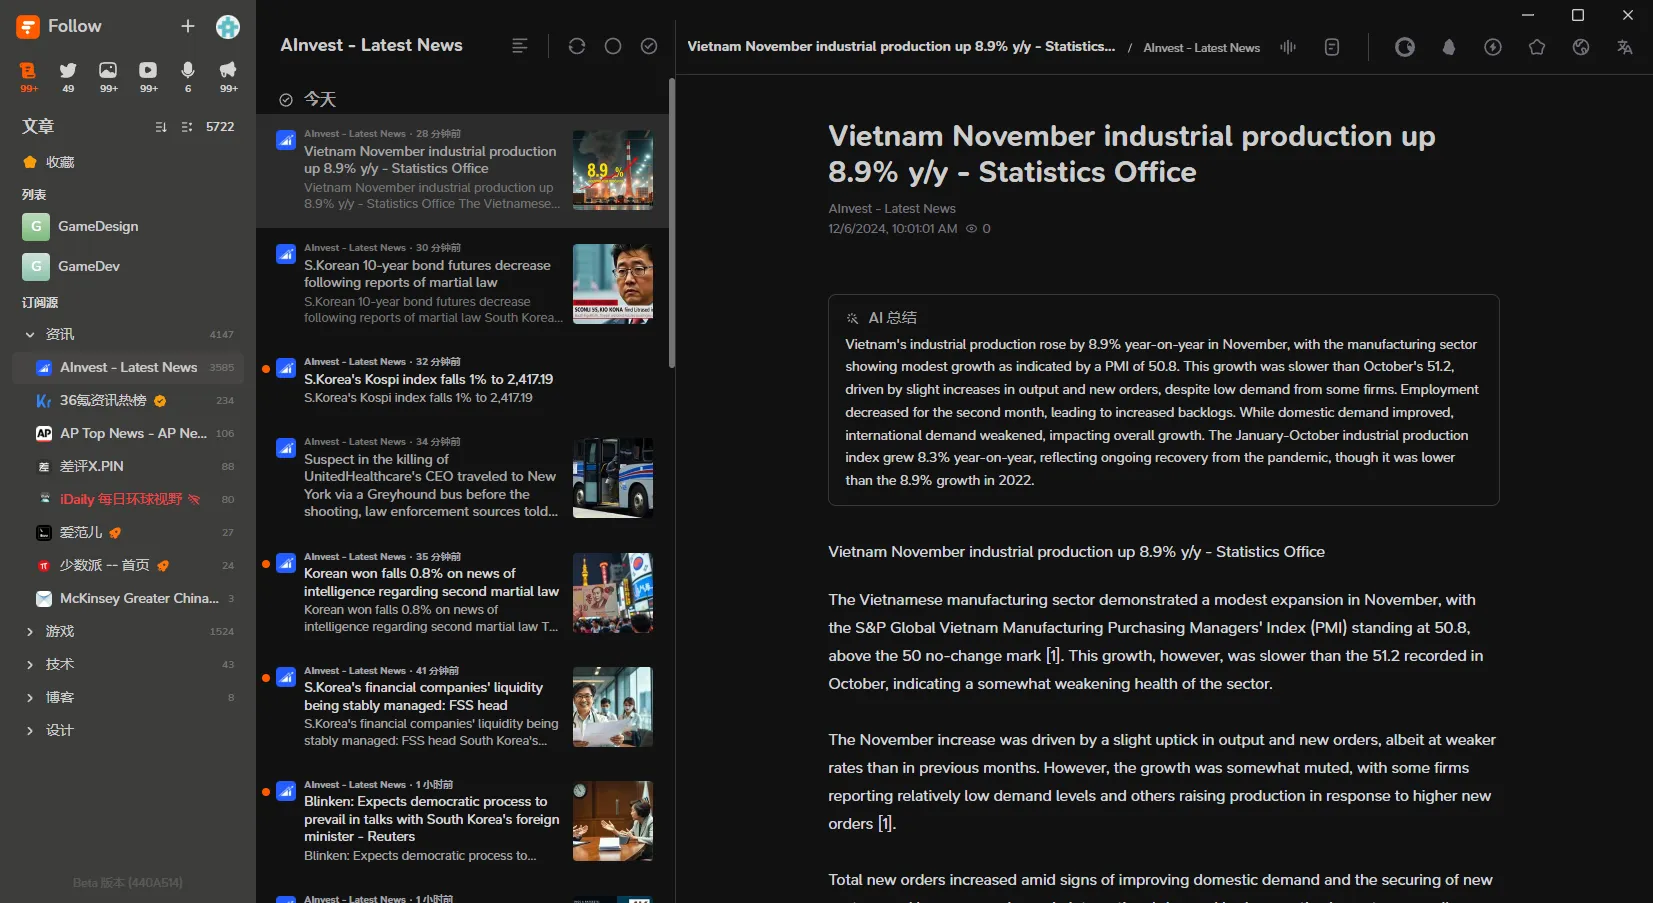 Follow
99+ 49 99+ 99+ 6 99+
文章 5722
收藏
列表
G GameDesign
G GameDev
订阅源
资讯 4147
AInvest - Latest News 3585
36氪资讯热榜 234
AP AP Top News - AP Ne... 106
差评X.PIN 88
iDaily 每日环球视野 80
爱范儿 27
少数派 -- 首页 24
McKinsey Greater China... 3
游戏 1524
技术 43
博客 8
设计
Beta 版本 (440A514)
AInvest - Latest News
今天
AInvest - Latest News · 28 分钟前
Vietnam November industrial production
up 8.9% y/y - Statistics Office
Vietnam November industrial production up
8.9% y/y - Statistics Office The Vietnamese...
8.9 %
AInvest - Latest News · 30 分钟前
S.Korean 10-year bond futures decrease
following reports of martial law
S.Korean 10-year bond futures decrease
following reports of martial law South Korea...
AInvest - Latest News · 32 分钟前
S.Korea's Kospi index falls 1% to 2,417.19
S.Korea's Kospi index falls 1% to 2,417.19
AInvest - Latest News · 34 分钟前
Suspect in the killing of
UnitedHealthcare's CEO traveled to New
York via a Greyhound bus before the
shooting, law enforcement sources told...
AInvest - Latest News · 35 分钟前
Korean won falls 0.8% on news of
intelligence regarding second martial law
Korean won falls 0.8% on news of
intelligence regarding second martial law T...
AInvest - Latest News · 41 分钟前
S.Korea's financial companies' liquidity
being stably managed: FSS head
S.Korea's financial companies' liquidity being
stably managed: FSS head South Korea's...
AInvest - Latest News · 1 小时前
Blinken: Expects democratic process to
prevail in talks with South Korea's foreign
minister - Reuters
Blinken: Expects democratic process to...
AInvest - Latest News · 1 小时前
Vietnam November industrial production up 8.9% y/y - Statistics... / AInvest - Latest News
Vietnam November industrial production up
8.9% y/y - Statistics Office
AInvest - Latest News
12/6/2024, 10:01:01 AM 0
AI 总结
Vietnam's industrial production rose by 8.9% year-on-year in November, with the manufacturing sector
showing modest growth as indicated by a PMI of 50.8. This growth was slower than October's 51.2,
driven by slight increases in output and new orders, despite low demand from some firms. Employment
decreased for the second month, leading to increased backlogs. While domestic demand improved,
international demand weakened, impacting overall growth. The January-October industrial production
index grew 8.3% year-on-year, reflecting ongoing recovery from the pandemic, though it was lower
than the 8.9% growth in 2022.
Vietnam November industrial production up 8.9% y/y - Statistics Office
The Vietnamese manufacturing sector demonstrated a modest expansion in November, with
the S&P Global Vietnam Manufacturing Purchasing Managers' Index (PMI) standing at 50.8,
above the 50 no-change mark [1]. This growth, however, was slower than the 51.2 recorded in
October, indicating a somewhat weakening health of the sector.
The November increase was driven by a slight uptick in output and new orders, albeit at weaker
rates than in previous months. However, the growth was somewhat muted, with some firms
reporting relatively low demand levels and others raising production in response to higher new
orders [1].
Total new orders increased amid signs of improving domestic demand and the securing of new